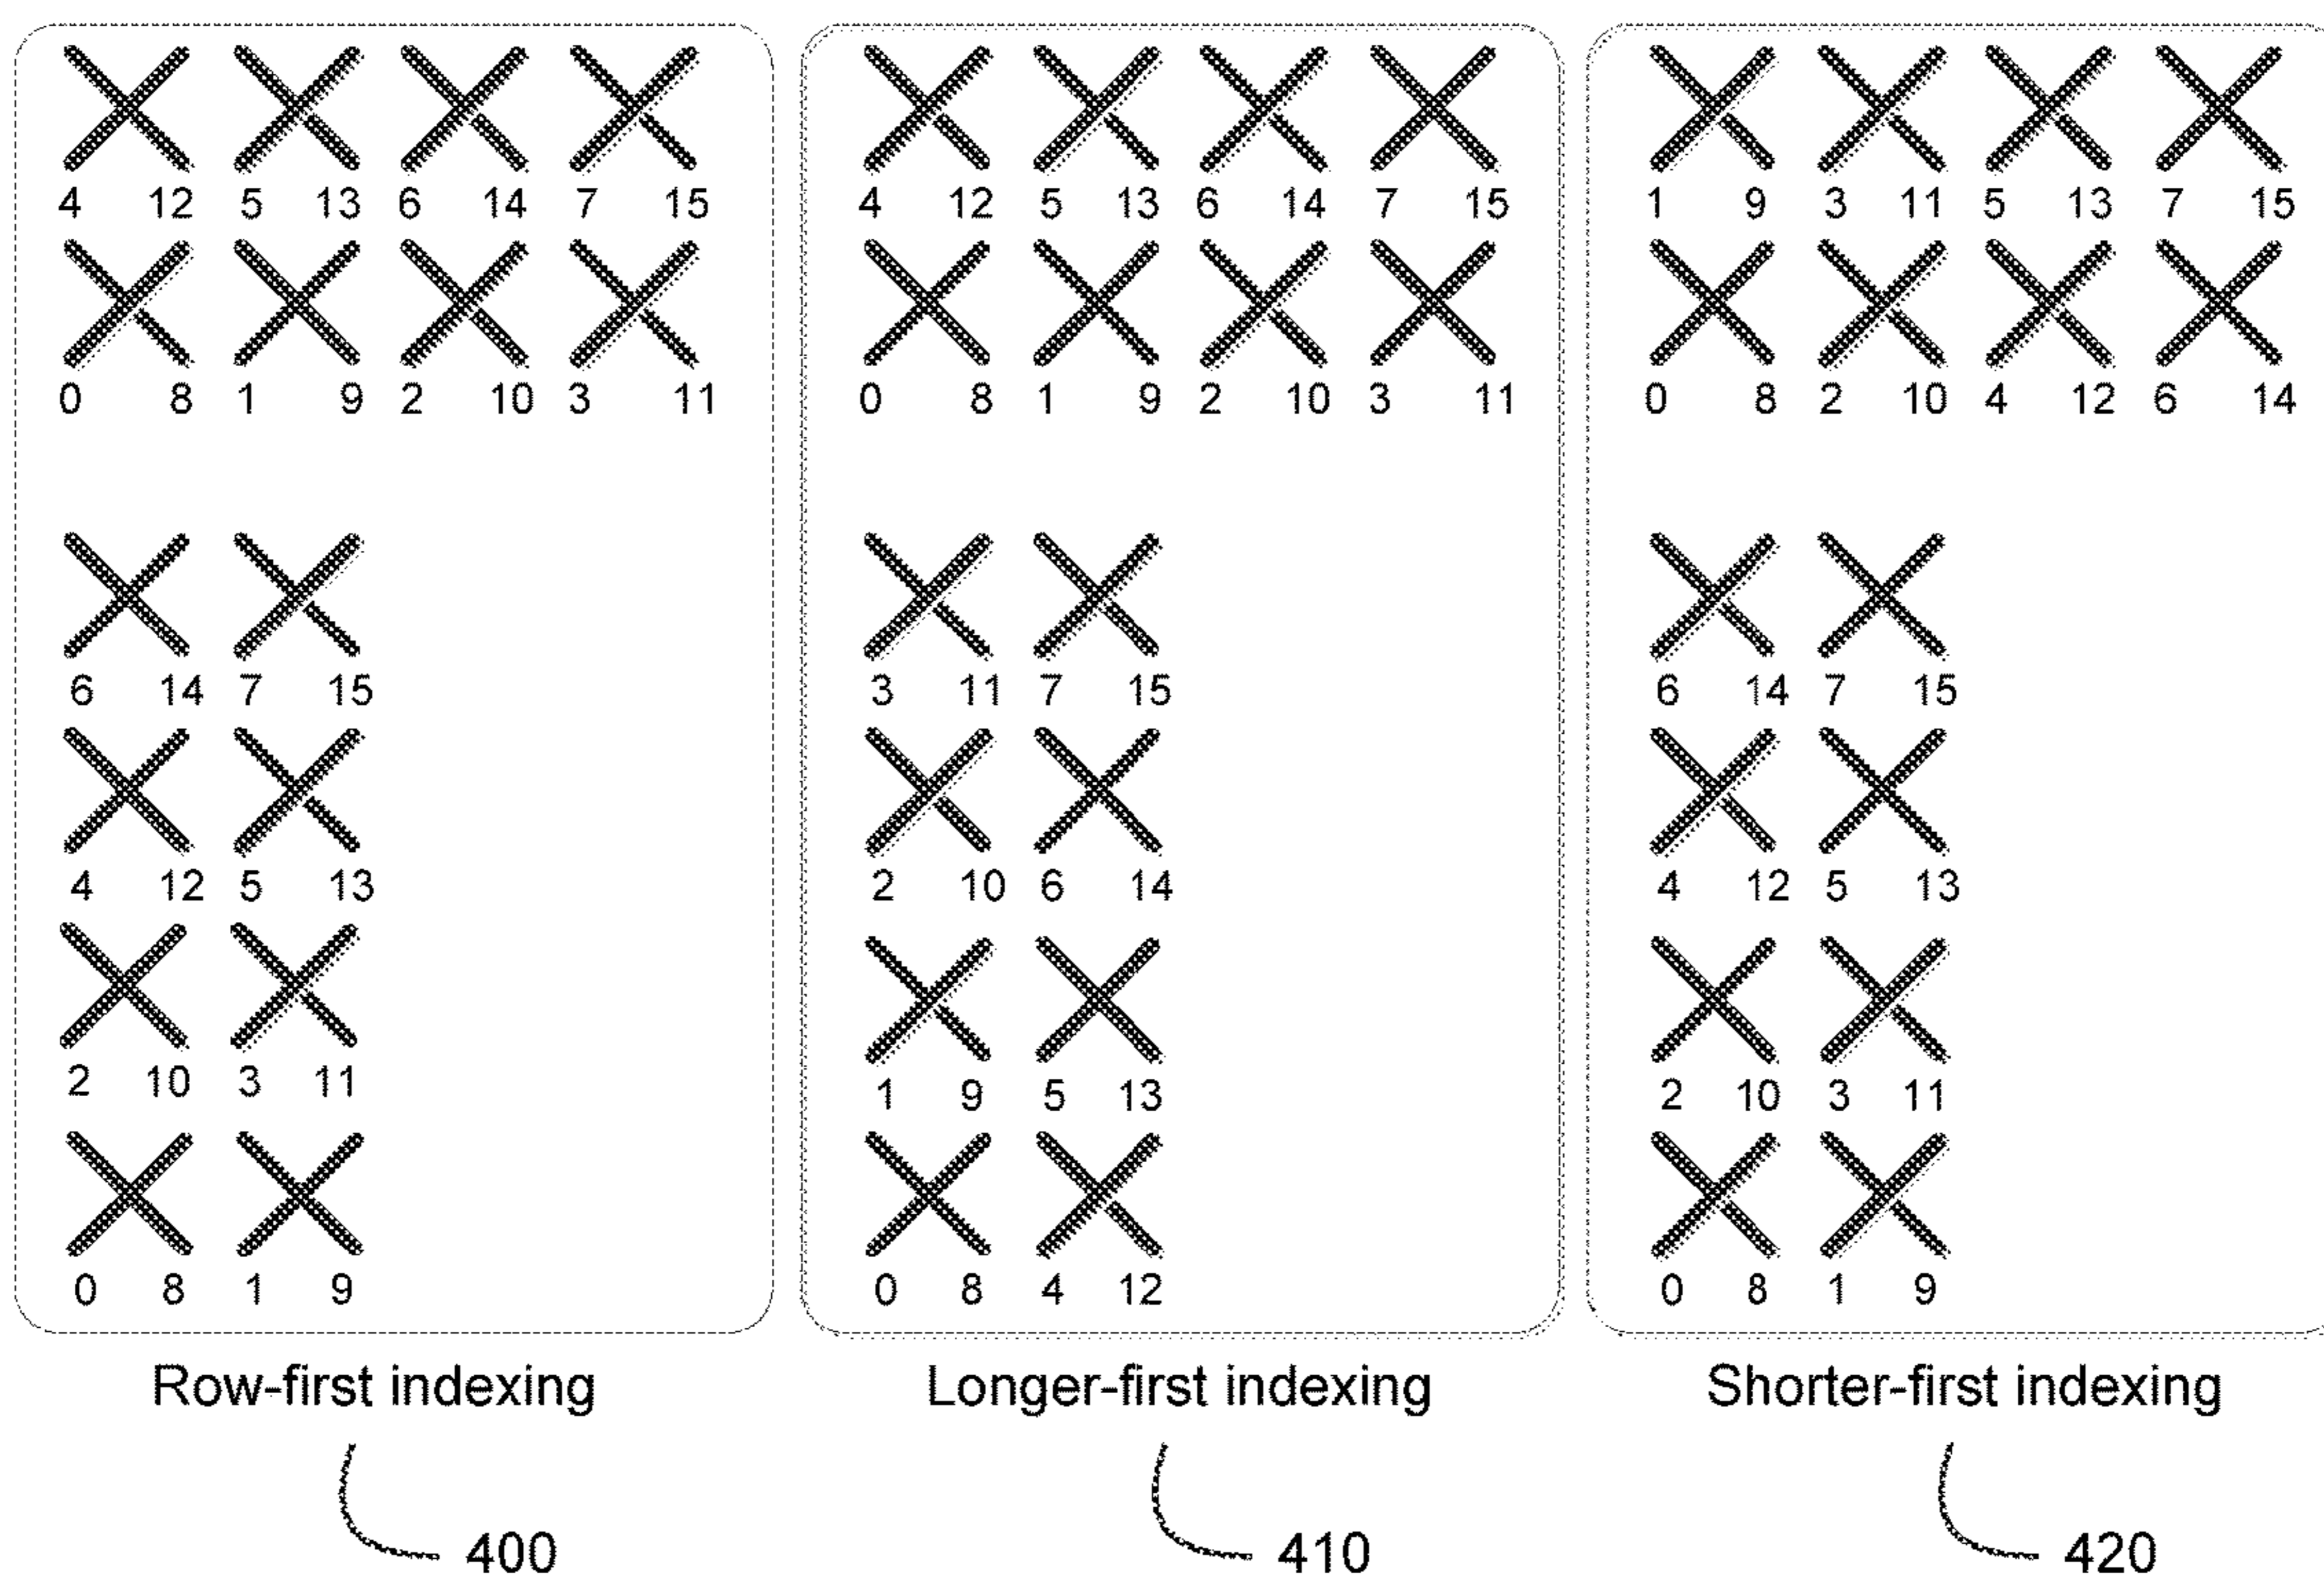 4 12 5 13 6 14 7 15
0 8 1 9 2 10 3 11
6 14 7 15
4 12 5 13
2 10 3 11
0 8 1 9
Row-first indexing
400
4 12 5 13 6 14 7 15
0 8 1 9 2 10 3 11
3 11 7 15
2 10 6 14
1 9 5 13
0 8 4 12
Longer-first indexing
410
1 9 3 11 5 13 7 15
0 8 2 10 4 12 6 14
6 14 7 15
4 12 5 13
2 10 3 11
0 8 1 9
Shorter-first indexing
420